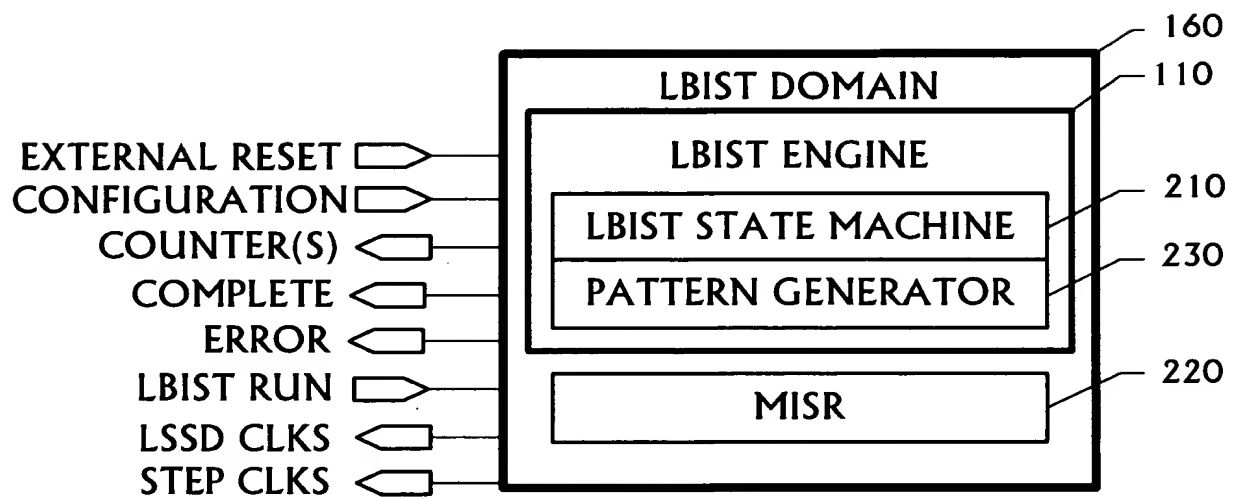 160
LBIST DOMAIN
110
EXTERNAL RESET
LBIST ENGINE
CONFIGURATION
210
LBIST STATE MACHINE
COUNTER(S)
230
COMPLETE
PATTERN GENERATOR
ERROR
220
LBIST RUN
MISR
LSSD CLKS
STEP CLKS